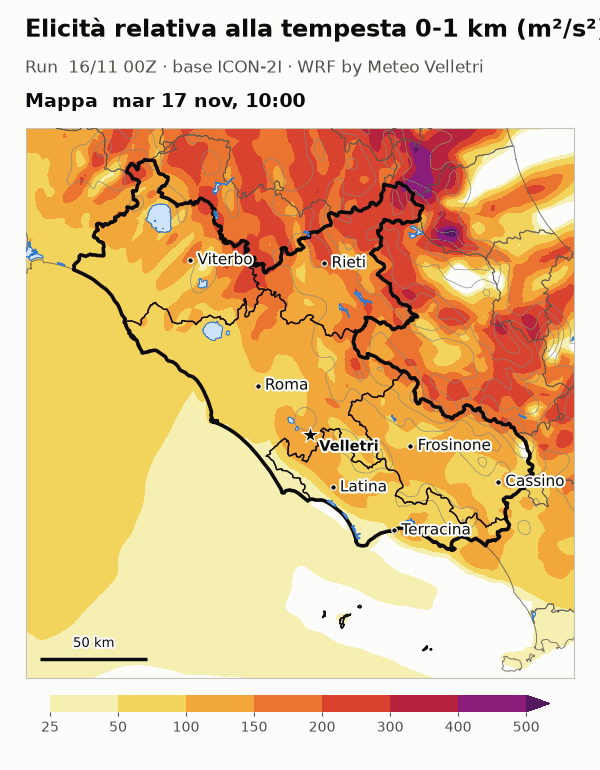 Elicità relativa alla tempesta 0-1 km (m²/s²)
Run  16/11 00Z · base ICON-2I · WRF by Meteo Velletri
Mappa  mar 17 nov, 10:00
Viterbo
Rieti
Roma
Velletri
Frosinone
Latina
Cassino
Terracina
50 km
25 50 100 150 200 300 400 500